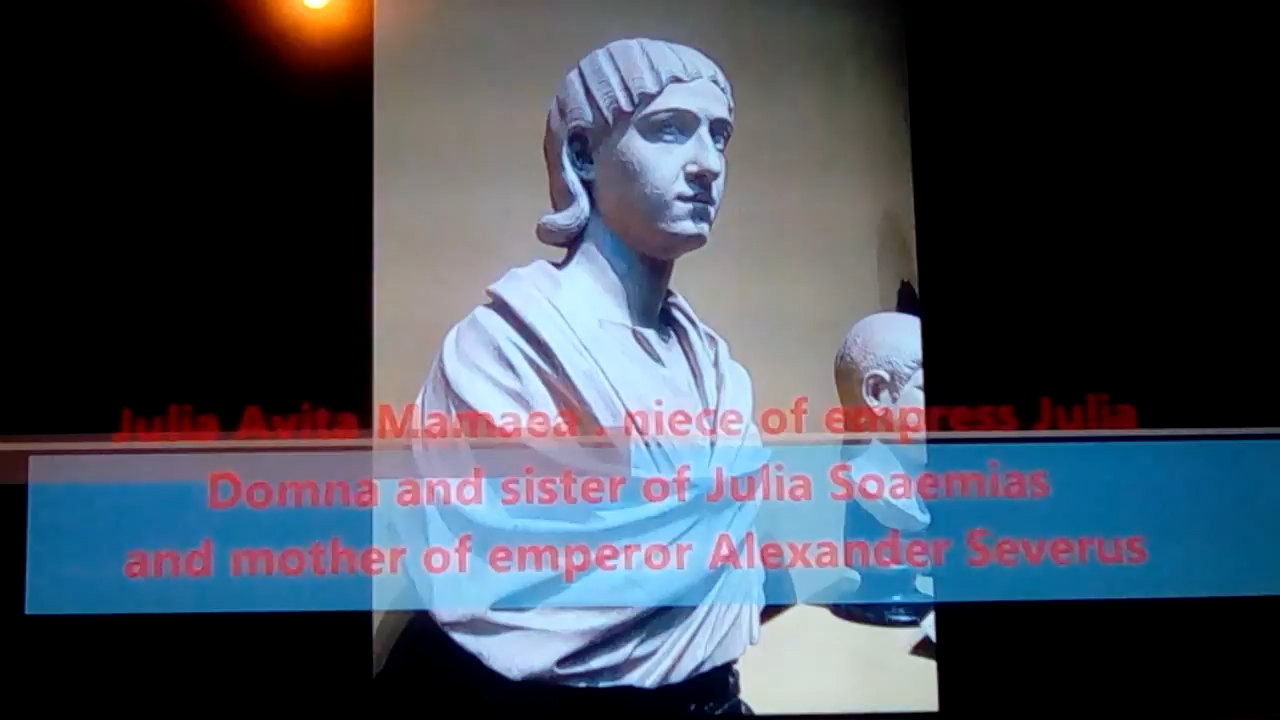 Julia Avita Mamaea . niece of empress Julia
Domna and sister of Julia Soaemias
and mother of emperor Alexander Severus